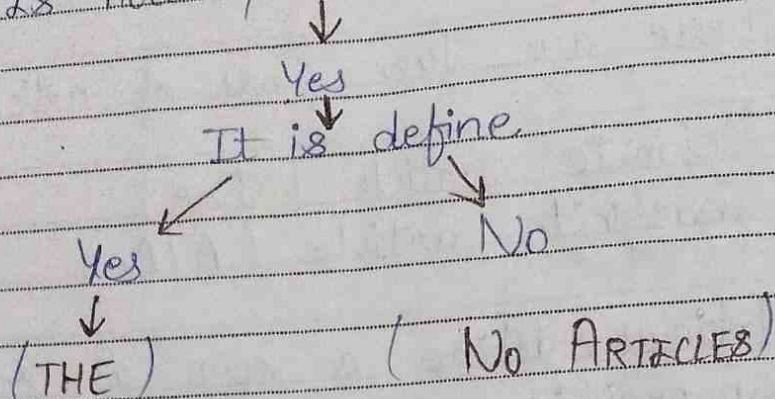 Yes
It is define
Yes No
(THE) (No ARTICLES)